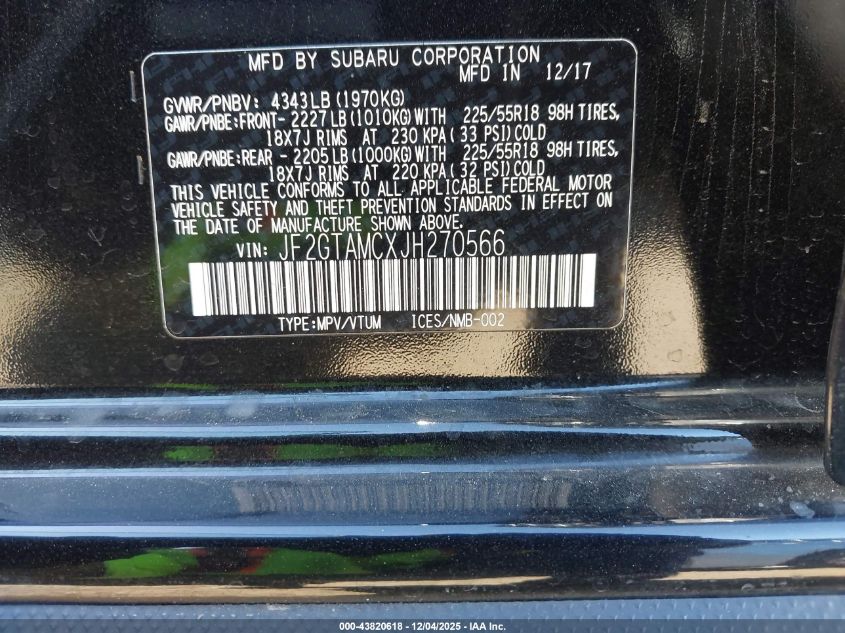 MFD BY SUBARU CORPORATION
MFD IN 12/17
GVWR/PNBV: 4343LB(1970KG)
GAWR/PNBE:FRONT- 2227LB(1010KG)WITH 225/55R18 98H TIRES,
18X7J RIMS AT 230 KPA(33 PSI)COLD
GAWR/PNBE:REAR - 2205LB(1000KG)WITH 225/55R18 98H TIRES,
18X7J RIMS AT 220 KPA(32 PSI)COLD
THIS VEHICLE CONFORMS TO ALL APPLICABLE FEDERAL MOTOR
VEHICLE SAFETY AND THEFT PREVENTION STANDARDS IN EFFECT ON
THE DATE OF MANUFACTURE SHOWN ABOVE.
VIN: JF2GTAMCXJH270566
TYPE:MPV/VTUM ICES/NMB-002
000-43820618 - 12/04/2025 - IAA Inc.